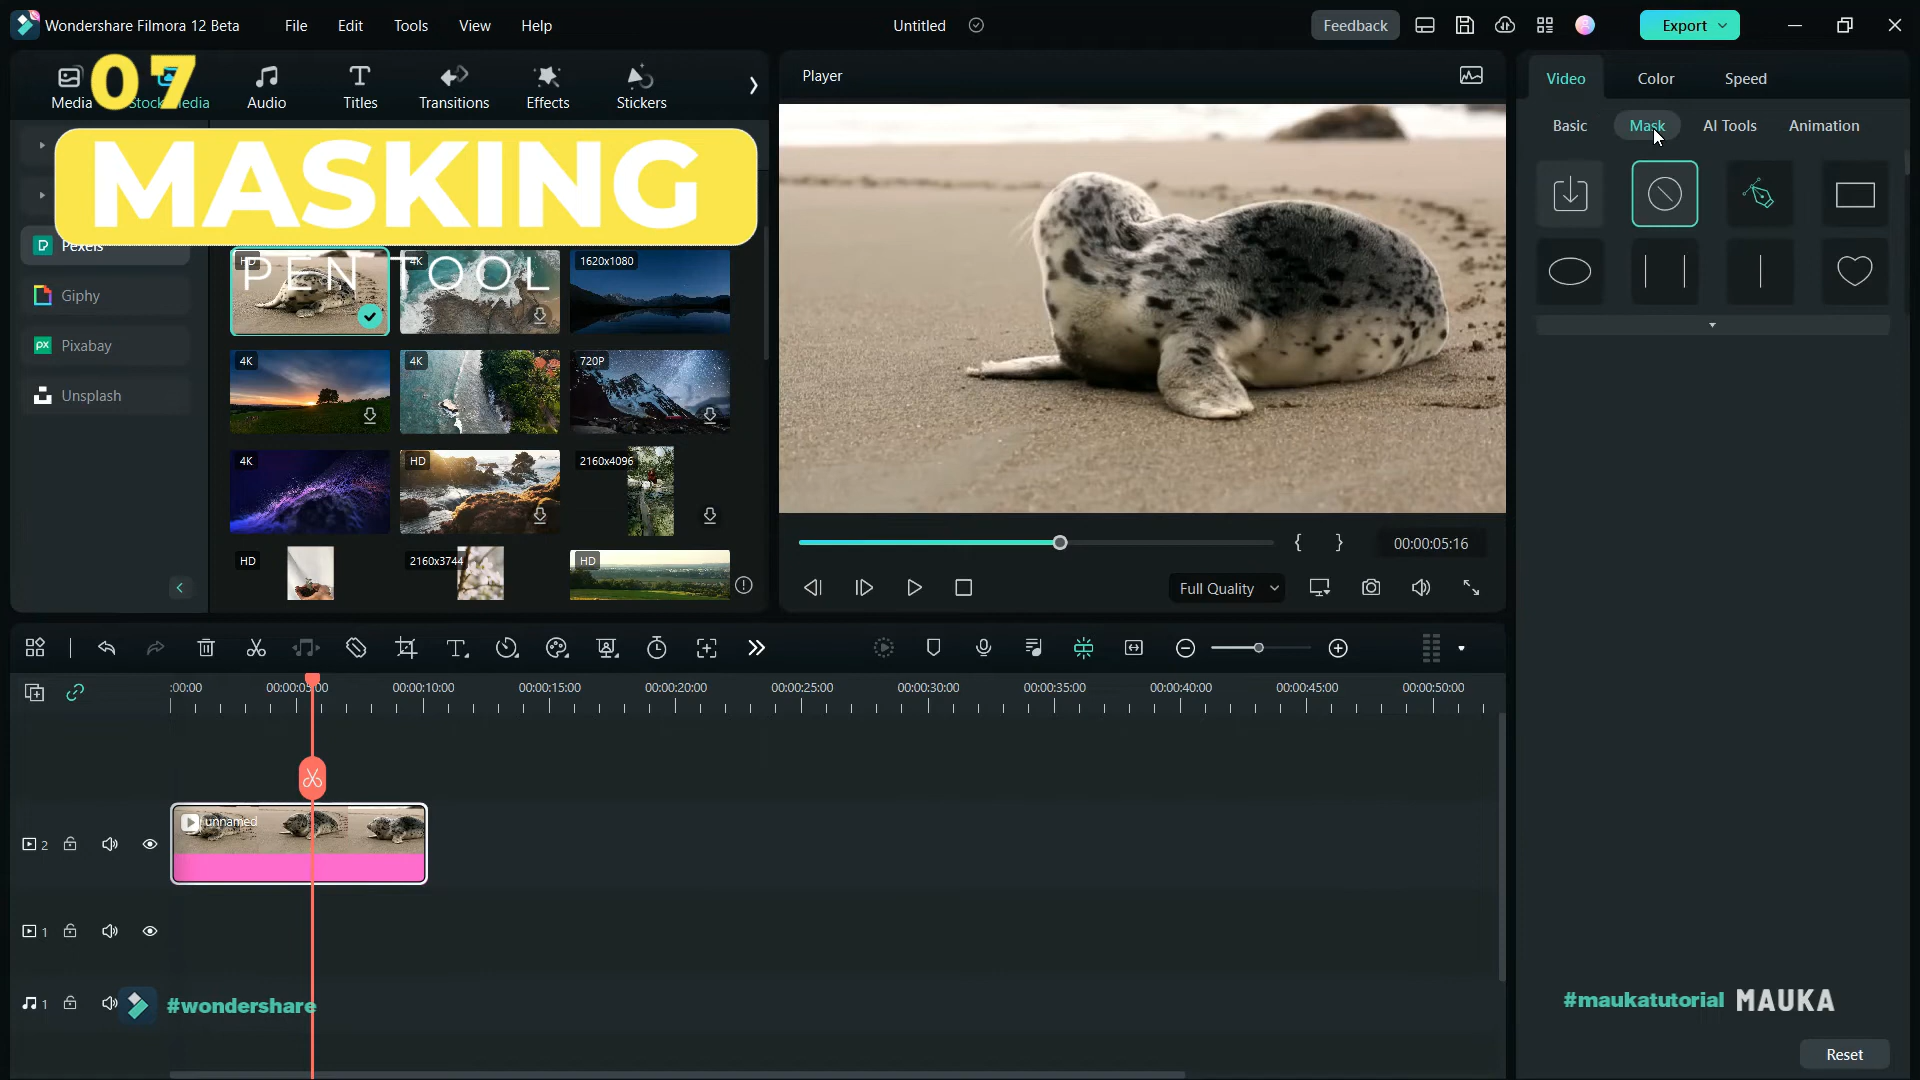 Wondershare Filmora 12 Beta
File
Edit
Tools
View
Help
Untitled
Feedback
Export
07
Media
Stock Media
Audio
Titles
Transitions
Effects
Stickers
Player
Video
Color
Speed
Basic
Mask
AI Tools
Animation
MASKING
PEN TOOL
Pexels
Giphy
Pixabay
Unsplash
HD
4K
1620x1080
4K
4K
720P
4K
HD
2160x4096
HD
2160x3744
HD
00:00:05:16
Full Quality
:00:00
00:00:05:00
00:00:10:00
00:00:15:00
00:00:20:00
00:00:25:00
00:00:30:00
00:00:35:00
00:00:40:00
00:00:45:00
00:00:50:00
unnamed
2
1
1
#wondershare
#maukatutorial MAUKA
Reset